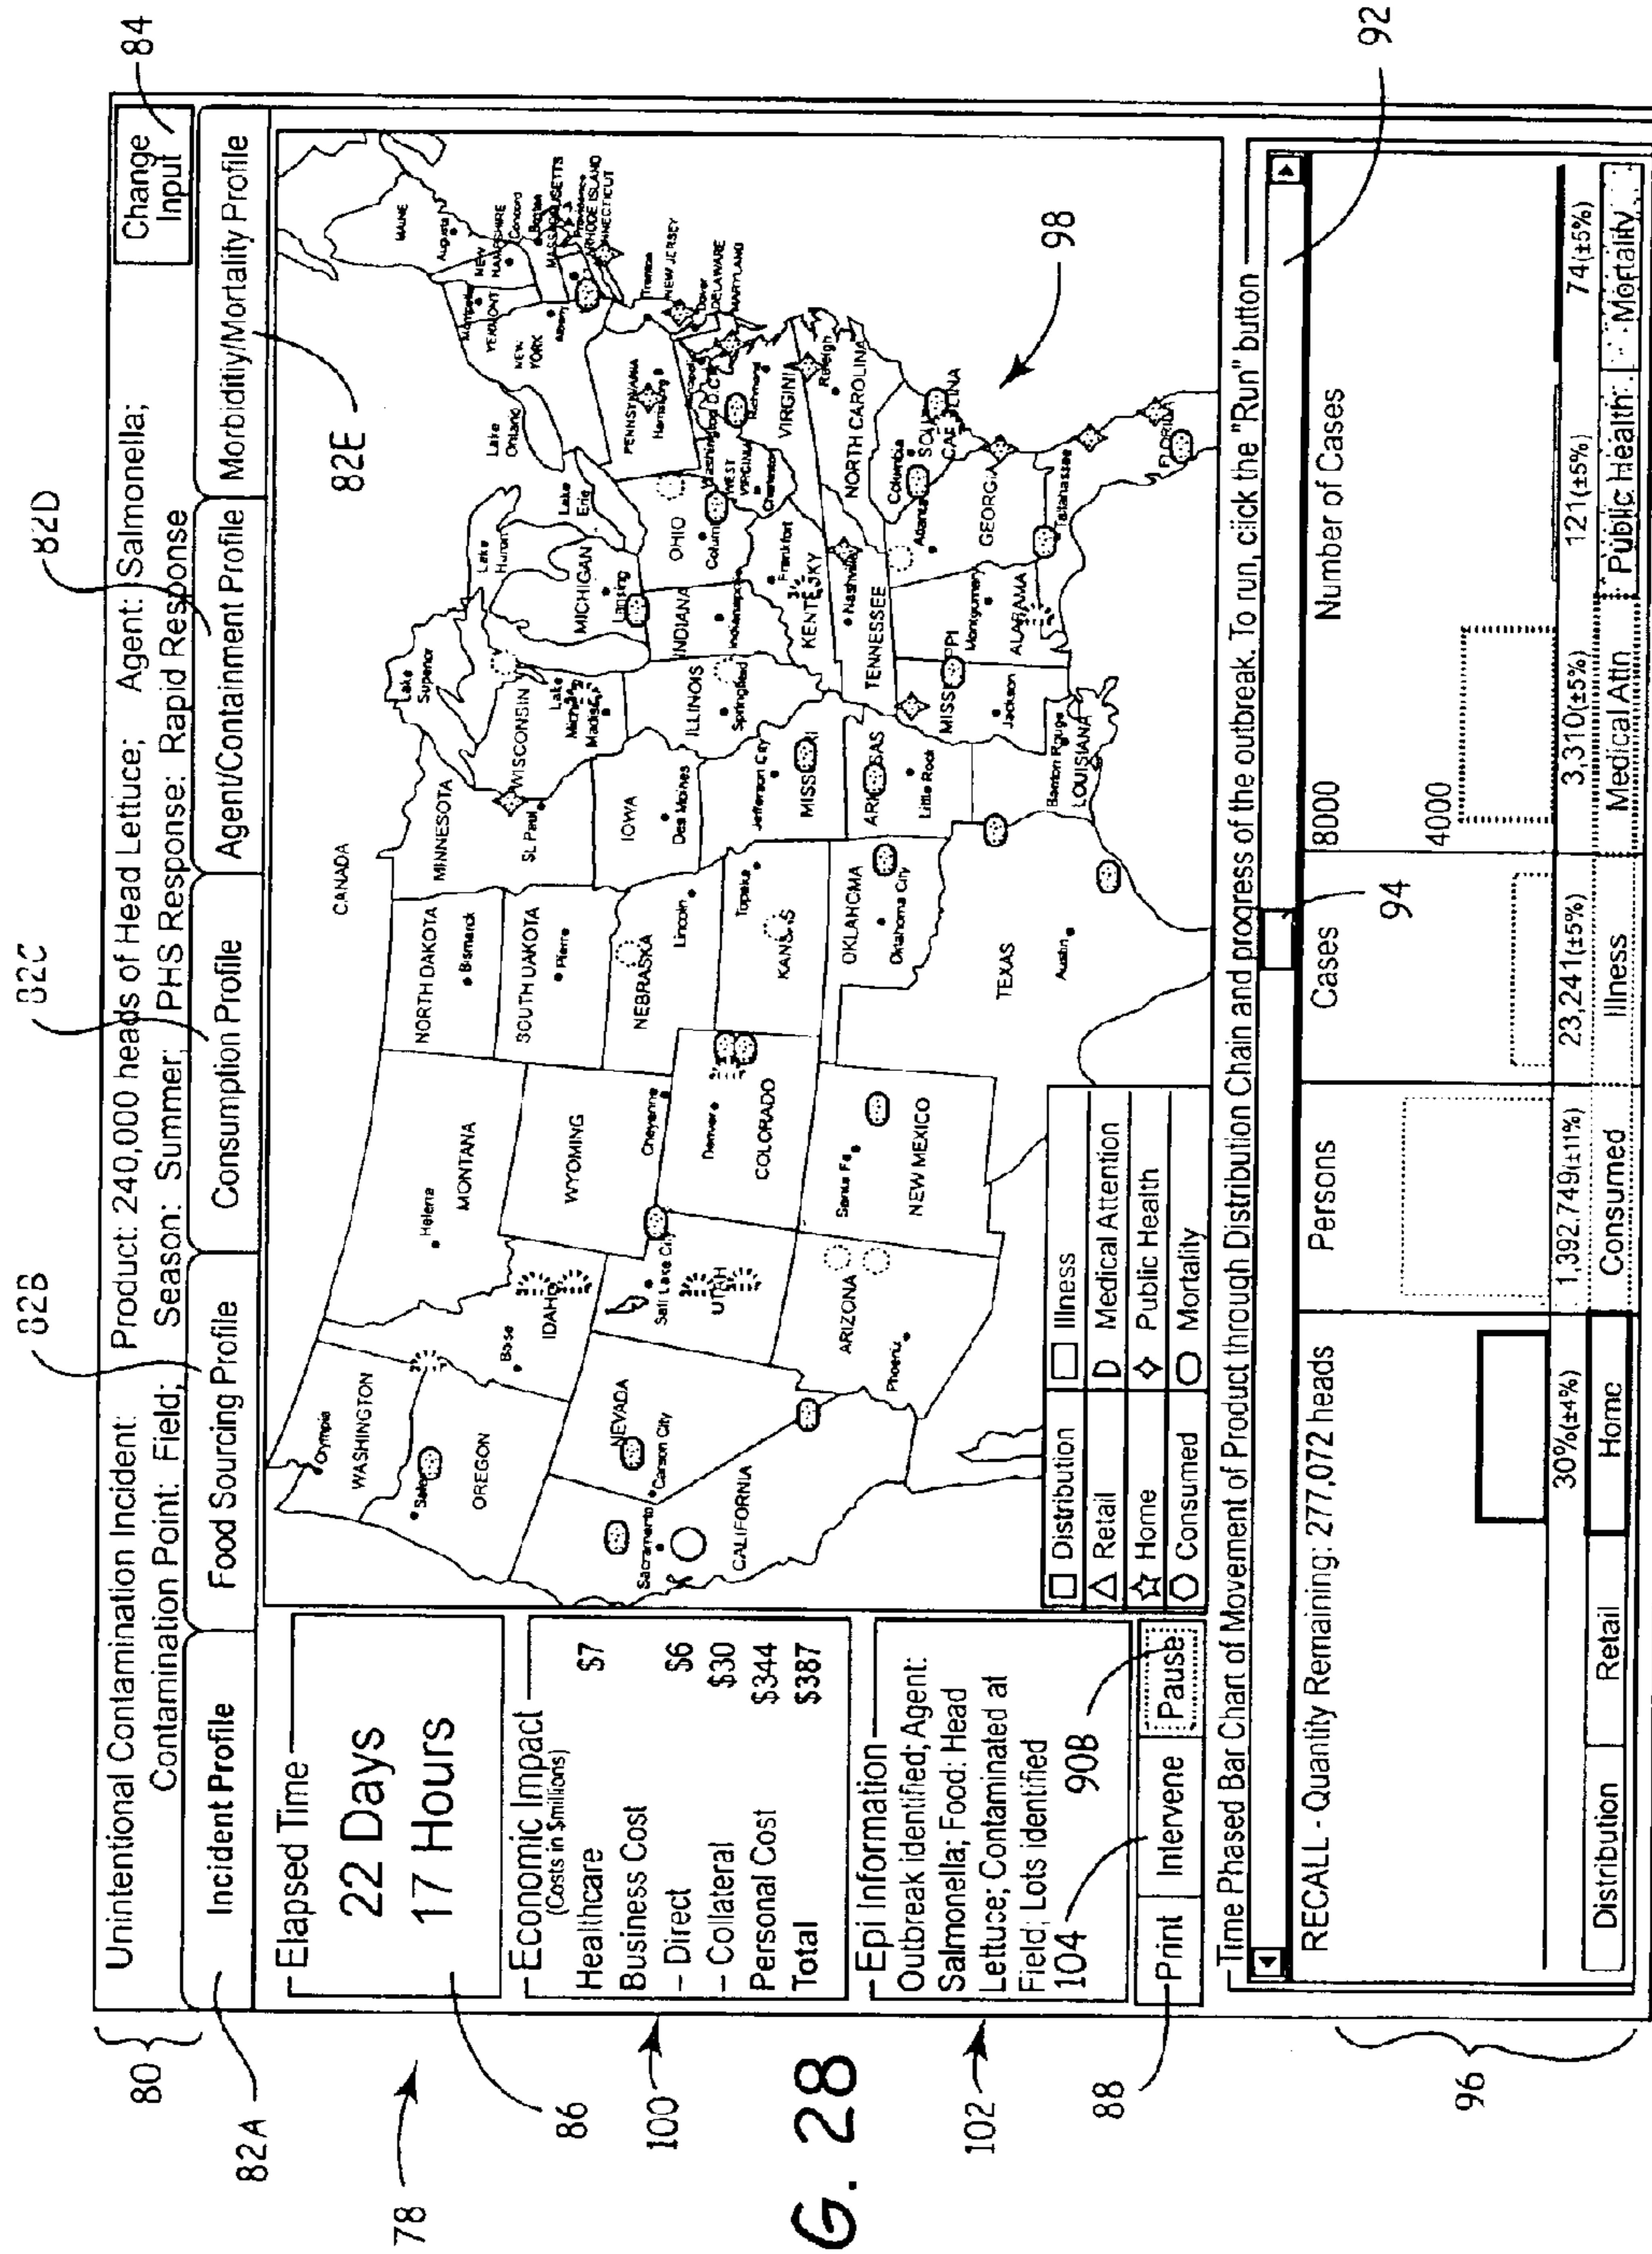 82B
82C
82D
Unintentional Contamination Incident: Product: 240,000 heads of Head Lettuce; Agent: Salmonella;
Contamination Point: Field; Season: Summer; PHS Response: Rapid Response
Change
Input
84
80
82A
Incident Profile
Food Sourcing Profile
Consumption Profile
Agent/Containment Profile
Morbiditiy/Mortality Profile
82E
78
Elapsed Time
22 Days
17 Hours
86
Economic Impact
(Costs in $millions)
Healthcare $7
Business Cost
– Direct $6
– Collateral $30
Personal Cost $344
Total $387
100
Epi Information
Outbreak Identified; Agent:
Salmonella; Food: Head
Lettuce; Contaminated at
Field; Lots identified
102
104
90B
88
Print
Intervene
Pause
G. 28
CANADA
Olympia
WASHINGTON
OREGON
Boise
IDAHO
Helena
MONTANA
NORTH DAKOTA
Bismarck
SOUTH DAKOTA
Pierre
MINNESOTA
St. Paul
WISCONSIN
Lake
Superior
Lake
Huron
MICHIGAN
Lansing
Lake
Erie
Lake
Ontario
NEW
YORK
Albany
VERMONT
NEW
HAMPSHIRE
Concord
MAINE
Augusta
Boston
MASSACHUSETTS
RHODE ISLAND
CONNECTICUT
Trenton
NEW JERSEY
Dover
DELAWARE
MARYLAND
PENNSYLVANIA
Harrisburg
Washington D.C.
WEST
VIRGINIA
Charleston
Richmond
VIRGINIA
Raleigh
NORTH CAROLINA
Columbia
GEORGIA
Atlanta
Tallahassee
FLORIDA
OHIO
INDIANA
Indianapolis
ILLINOIS
Springfield
Frankfort
Nashville
TENNESSEE
Montgomery
ALABAMA
Jackson
IOWA
Des Moines
Jefferson City
Little Rock
LOUISIANA
NEBRASKA
Lincoln
Topeka
KANSAS
OKLAHOMA
Oklahoma City
TEXAS
Austin
WYOMING
Cheyenne
Denver
COLORADO
Santa Fe
NEW MEXICO
Salt Lake City
UTAH
ARIZONA
Phoenix
NEVADA
Carson City
Sacramento
CALIFORNIA
98
Distribution
Illness
Retail
Medical Attention
Home
Public Health
Consumed
Mortality
Time Phased Bar Chart of Movement of Product through Distribution Chain and progress of the outbreak. To run, click the "Run" button
92
94
RECALL - Quantity Remaining: 277,072 heads
Persons
Cases
8000
Number of Cases
4000
96
30%(±4%)
1,392,749(±11%)
23,241(±5%)
3,310(±5%)
121(±5%)
74(±5%)
Distribution
Retail
Home
Consumed
Illness
Medical Attn
Public Health
Mortality